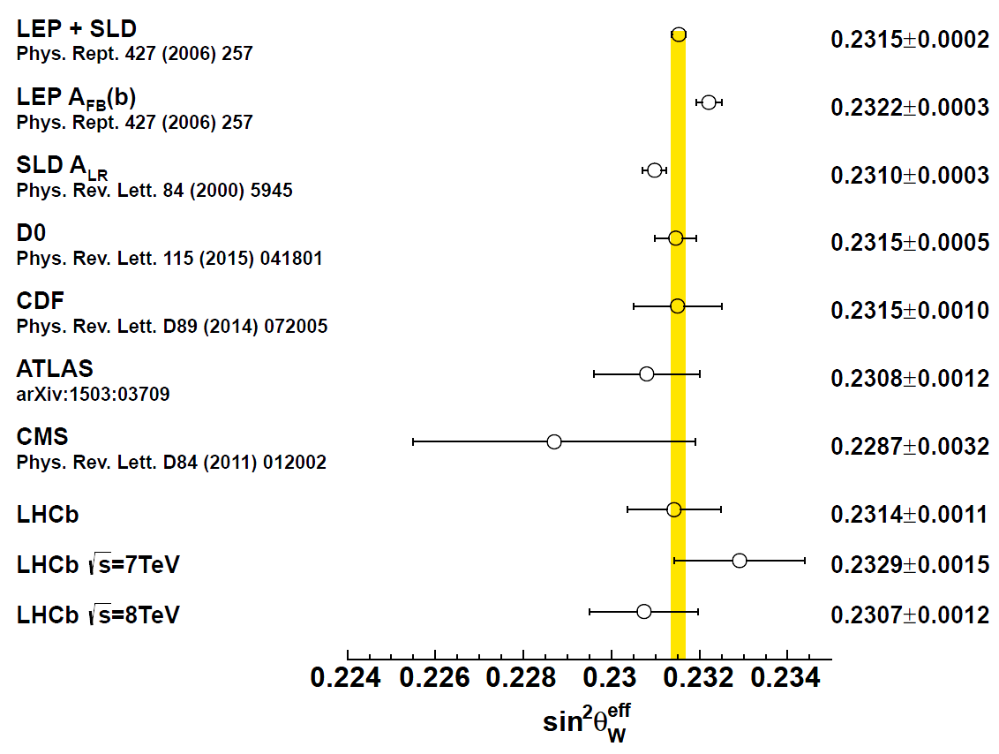 LEP + SLD 0.2315±0.0002
Phys. Rept. 427 (2006) 257
LEP A_FB(b) 0.2322±0.0003
Phys. Rept. 427 (2006) 257
SLD A_LR 0.2310±0.0003
Phys. Rev. Lett. 84 (2000) 5945
D0 0.2315±0.0005
Phys. Rev. Lett. 115 (2015) 041801
CDF 0.2315±0.0010
Phys. Rev. Lett. D89 (2014) 072005
ATLAS 0.2308±0.0012
arXiv:1503:03709
CMS 0.2287±0.0032
Phys. Rev. Lett. D84 (2011) 012002
LHCb 0.2314±0.0011
LHCb √s=7TeV 0.2329±0.0015
LHCb √s=8TeV 0.2307±0.0012
0.224 0.226 0.228 0.23 0.232 0.234
sin²θ_W^eff